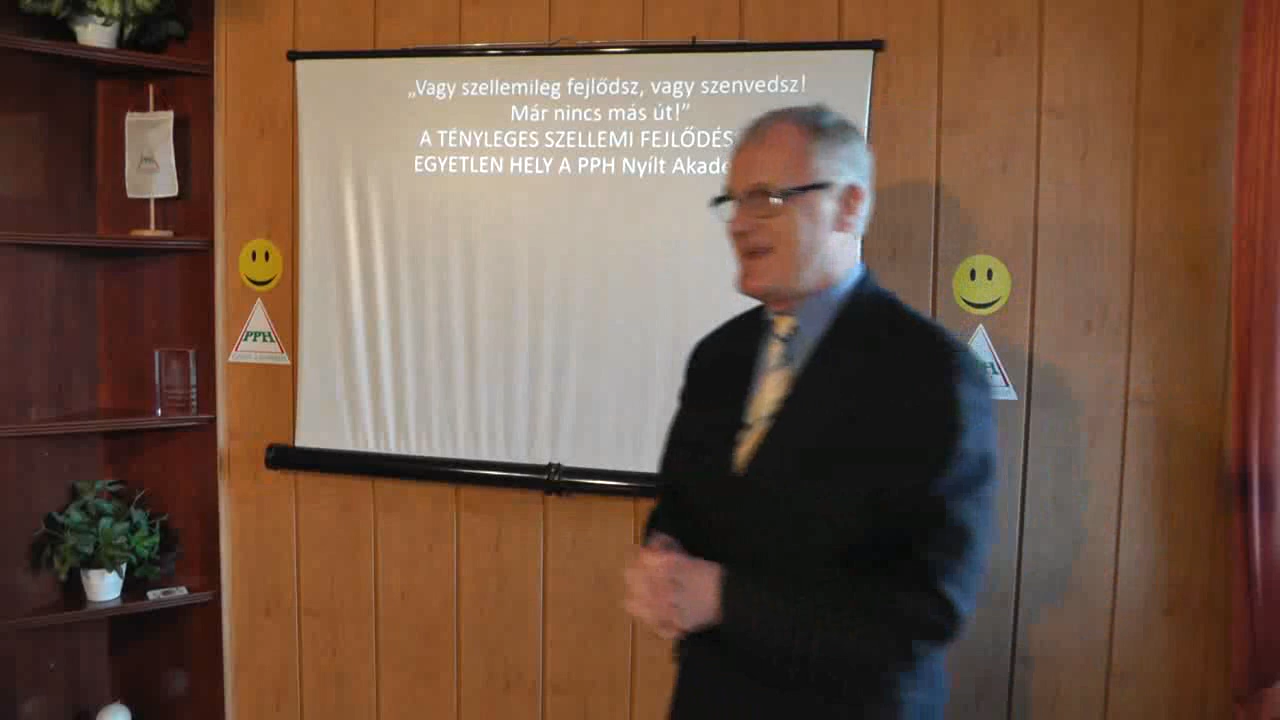 „Vagy szellemileg fejlődsz, vagy szenvedsz!
Már nincs más út!”
A TÉNYLEGES SZELLEMI FEJLŐDÉS
EGYETLEN HELY A PPH Nyílt
PPH